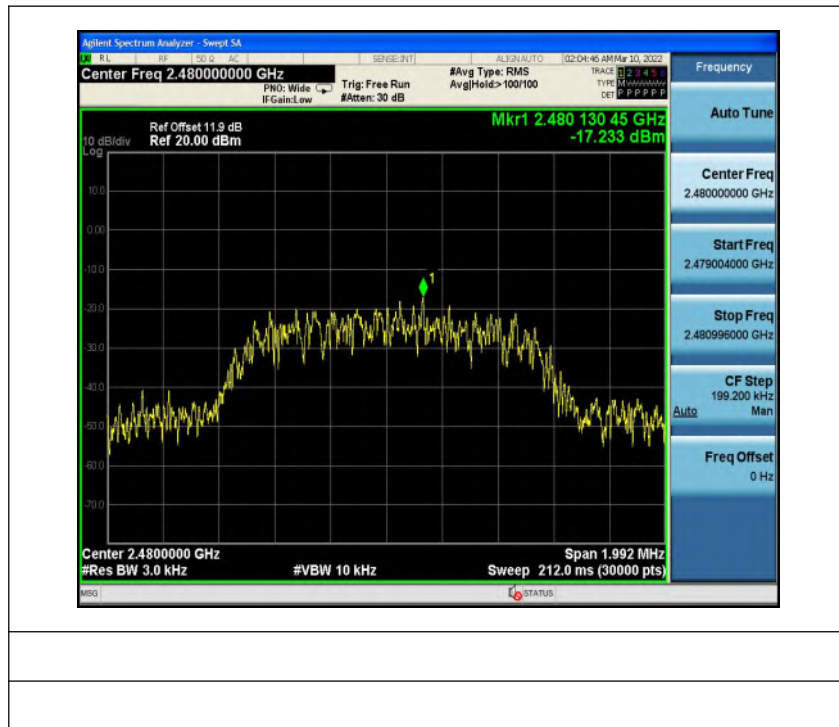 Agilent Spectrum Analyzer - Swept SA
RL RF 50 Ω AC SENSE:INT ALIGNAUTO 02:04:46 AM Mar 10, 2022
Center Freq 2.480000000 GHz
PNO: Wide
IFGain:Low
Trig: Free Run
#Atten: 30 dB
#Avg Type: RMS
Avg|Hold:>100/100
TRACE 1 2 3 4 5 6
TYPE M
DET P P P P P P
Ref Offset 11.9 dB
10 dB/div Ref 20.00 dBm
Log
Mkr1 2.480 130 45 GHz
-17.233 dBm
10.0
0.00
-10.0
-20.0
-30.0
-40.0
-50.0
-60.0
-70.0
1
Center 2.4800000 GHz Span 1.992 MHz
#Res BW 3.0 kHz #VBW 10 kHz Sweep 212.0 ms (30000 pts)
MSG STATUS
Frequency
Auto Tune
Center Freq
2.480000000 GHz
Start Freq
2.479004000 GHz
Stop Freq
2.480996000 GHz
CF Step
199.200 kHz
Auto Man
Freq Offset
0 Hz